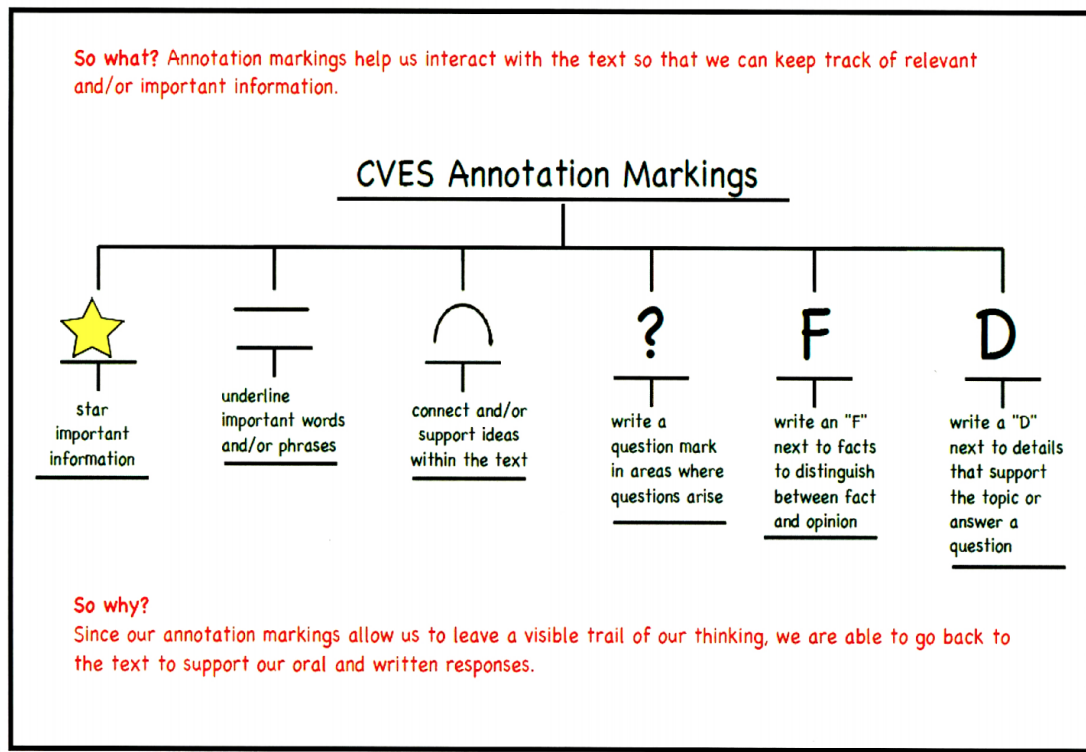 So what? Annotation markings help us interact with the text so that we can keep track of relevant
and/or important information.
CVES Annotation Markings
star
important
information
underline
important words
and/or phrases
connect and/or
support ideas
within the text
?
write a
question mark
in areas where
questions arise
F
write an "F"
next to facts
to distinguish
between fact
and opinion
D
write a "D"
next to details
that support
the topic or
answer a
question
So why?
Since our annotation markings allow us to leave a visible trail of our thinking, we are able to go back to
the text to support our oral and written responses.